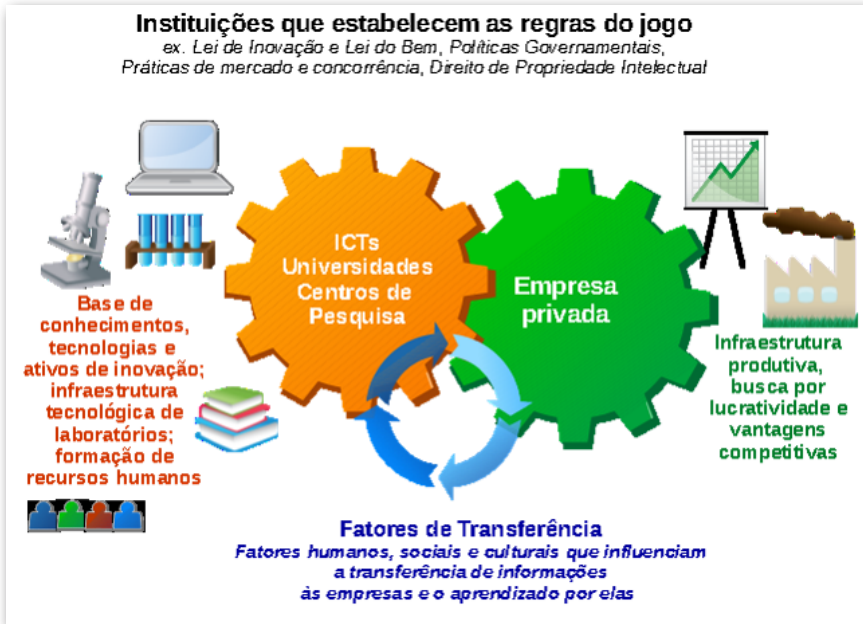 Instituições que estabelecem as regras do jogo
ex. Lei de Inovação e Lei do Bem, Políticas Governamentais,
Práticas de mercado e concorrência, Direito de Propriedade Intelectual
ICTs
Universidades
Centros de
Pesquisa
Empresa
privada
Base de
conhecimentos,
tecnologias e
ativos de inovação;
infraestrutura
tecnológica de
laboratórios;
formação de
recursos humanos
Infraestrutura
produtiva,
busca por
lucratividade e
vantagens
competitivas
Fatores de Transferência
Fatores humanos, sociais e culturais que influenciam
a transferência de informações
às empresas e o aprendizado por elas